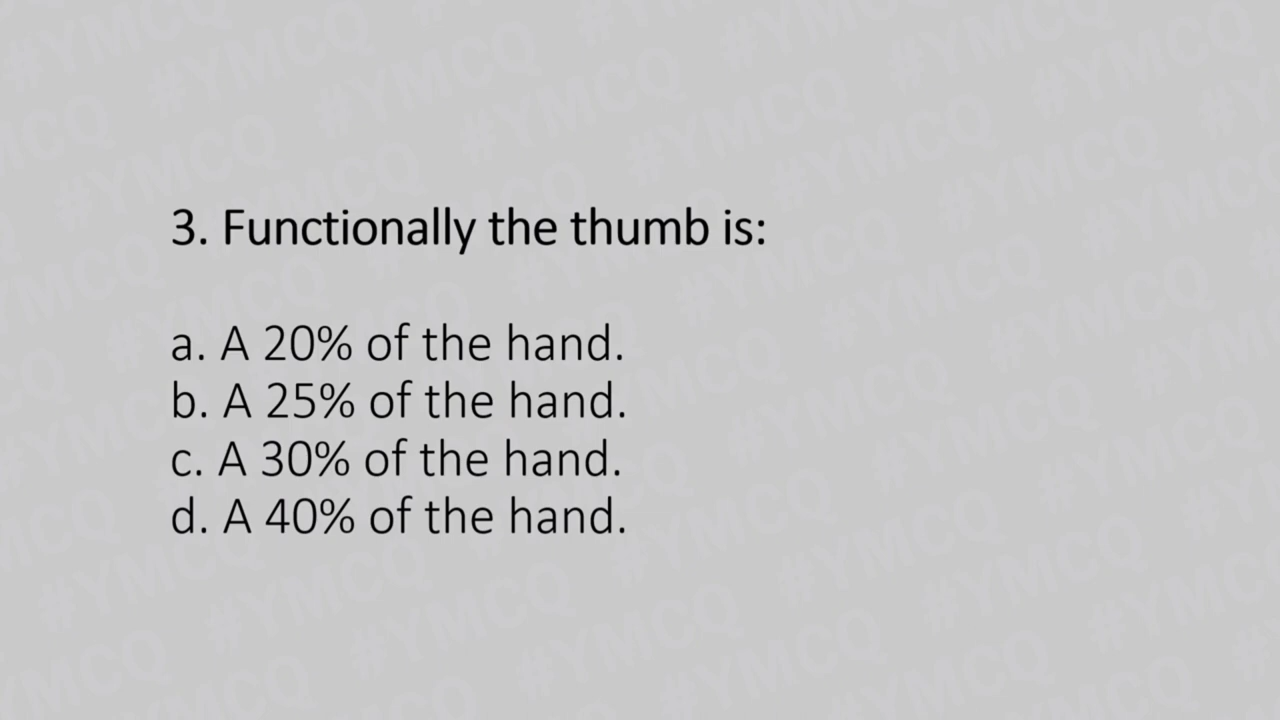 3. Functionally the thumb is:
a. A 20% of the hand.
b. A 25% of the hand.
c. A 30% of the hand.
d. A 40% of the hand.
#YMCQ